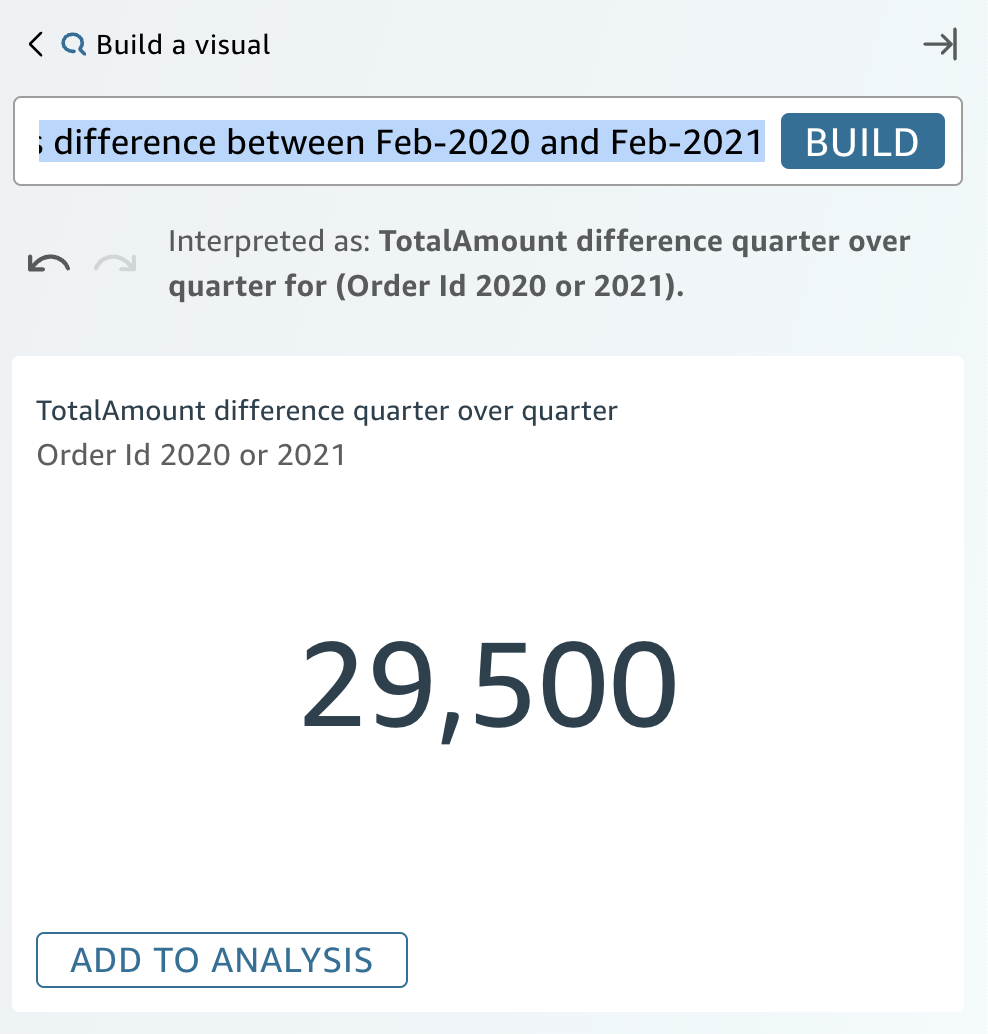 Build a visual
difference between Feb-2020 and Feb-2021
BUILD
Interpreted as: TotalAmount difference quarter over
quarter for (Order Id 2020 or 2021).
TotalAmount difference quarter over quarter
Order Id 2020 or 2021
29,500
ADD TO ANALYSIS